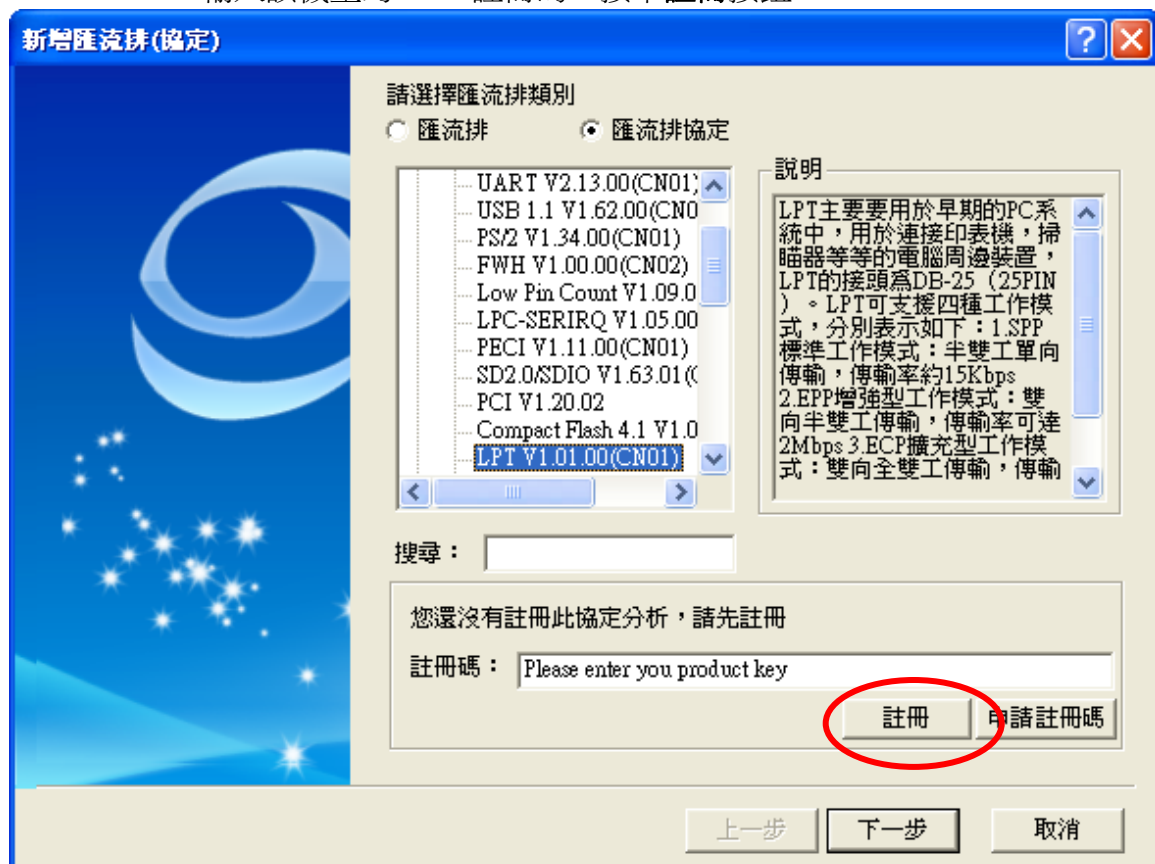 新增匯流排(協定)
請選擇匯流排類別
匯流排
匯流排協定
UART V2.13.00(CN01)
USB 1.1 V1.62.00(CN0
PS/2 V1.34.00(CN01)
FWH V1.00.00(CN02)
Low Pin Count V1.09.0
LPC-SERIRQ V1.05.00
PECI V1.11.00(CN01)
SD2.0/SDIO V1.63.01(
PCI V1.20.02
Compact Flash 4.1 V1.0
LPT V1.01.00(CN01)
說明
LPT主要要用於早期的PC系
統中，用於連接印表機，掃
瞄器等等的電腦周邊裝置，
LPT的接頭為DB-25（25PIN
）。LPT可支援四種工作模
式，分別表示如下：1.SPP
標準工作模式：半雙工單向
傳輸，傳輸率約15Kbps
2.EPP增強型工作模式：雙
向半雙工傳輸，傳輸率可達
2Mbps 3.ECP擴充型工作模
式：雙向全雙工傳輸，傳輸
搜尋：
您還沒有註冊此協定分析，請先註冊
註冊碼：
Please enter you product key
註冊
申請註冊碼
上一步
下一步
取消